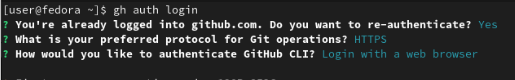 [user@fedora ~]$ gh auth login
? You're already logged into github.com. Do you want to re-authenticate? Yes
? What is your preferred protocol for Git operations? HTTPS
? How would you like to authenticate GitHub CLI? Login with a web browser